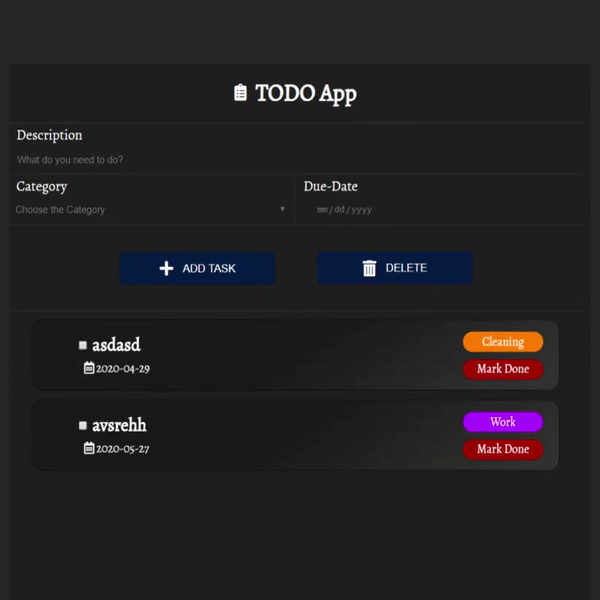 TODO App
Description
What do you need to do?
Category
Due-Date
Choose the Category
mm/dd/yyyy
ADD TASK
DELETE
asdasd
Cleaning
2020-04-29
Mark Done
avsrehh
Work
2020-05-27
Mark Done